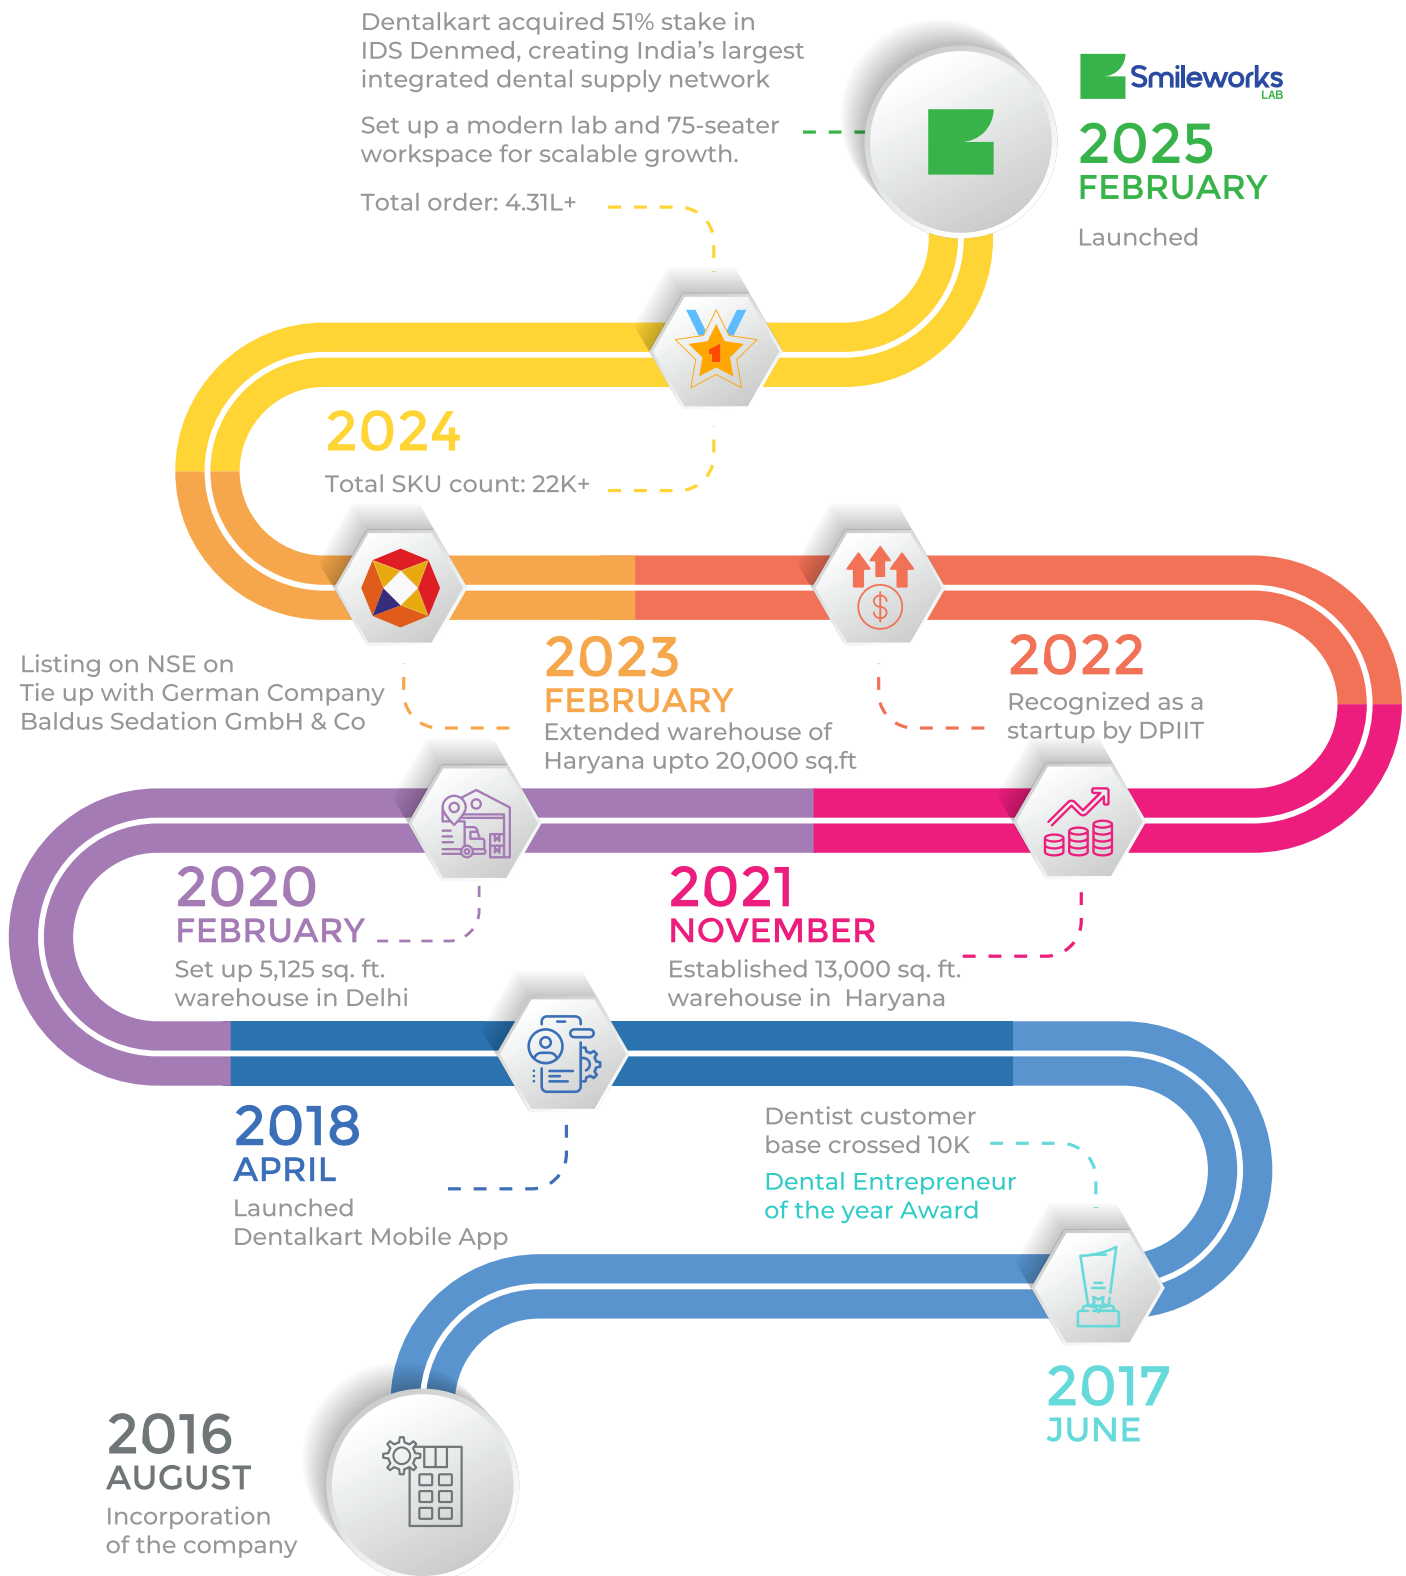 Dentalkart acquired 51% stake in
IDS Denmed, creating India’s largest
integrated dental supply network
Set up a modern lab and 75-seater
workspace for scalable growth.
Total order: 4.31L+
Smileworks
LAB
2025
FEBRUARY
Launched
1
2024
Total SKU count: 22K+
Listing on NSE on
Tie up with German Company
Baldus Sedation GmbH & Co
2023
FEBRUARY
Extended warehouse of
Haryana upto 20,000 sq.ft
$
2022
Recognized as a
startup by DPIIT
2020
FEBRUARY
Set up 5,125 sq. ft.
warehouse in Delhi
2021
NOVEMBER
Established 13,000 sq. ft.
warehouse in  Haryana
2018
APRIL
Launched
Dentalkart Mobile App
Dentist customer
base crossed 10K
Dental Entrepreneur
of the year Award
2017
JUNE
2016
AUGUST
Incorporation
of the company